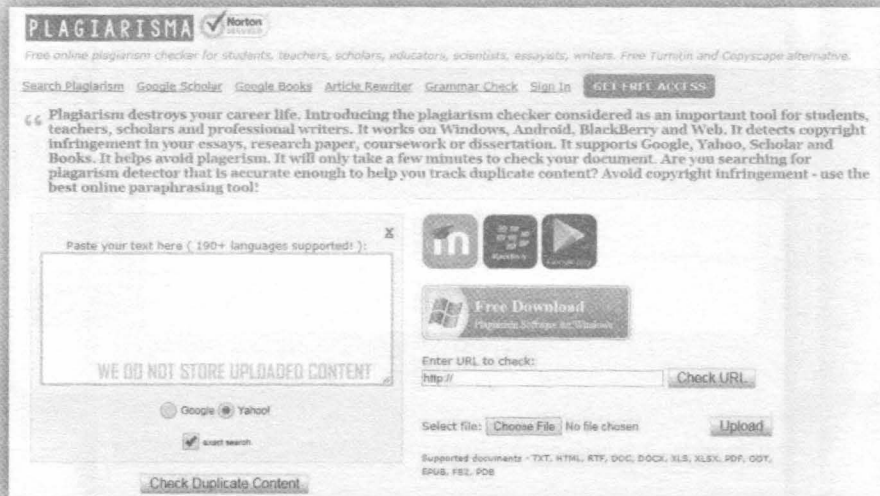 PLAGIARISMA Norton SECURED
Free online plagiarism checker for students, teachers, scholars, educators, scientists, essayists, writers. Free Turnitin and Copyscape alternative.
Search Plagiarism Google Scholar Google Books Article Rewriter Grammar Check Sign In GET FREE ACCESS
“ Plagiarism destroys your career life. Introducing the plagiarism checker considered as an important tool for students,
teachers, scholars and professional writers. It works on Windows, Android, BlackBerry and Web. It detects copyright
infringement in your essays, research paper, coursework or dissertation. It supports Google, Yahoo, Scholar and
Books. It helps avoid plagerism. It will only take a few minutes to check your document. Are you searching for
plagarism detector that is accurate enough to help you track duplicate content? Avoid copyright infringement - use the
best online paraphrasing tool!
X
Paste your text here ( 190+ languages supported! ):
WE DO NOT STORE UPLOADED CONTENT
Google Yahoo!
exact search
Check Duplicate Content
m BlackBerry
Free Download
Plagiarism Software for Windows
Enter URL to check:
http:// Check URL
Select file: Choose File No file chosen Upload
Supported documents - TXT, HTML, RTF, DOC, DOCX, XLS, XLSX, PDF, ODT,
EPUB, FB2, PDB